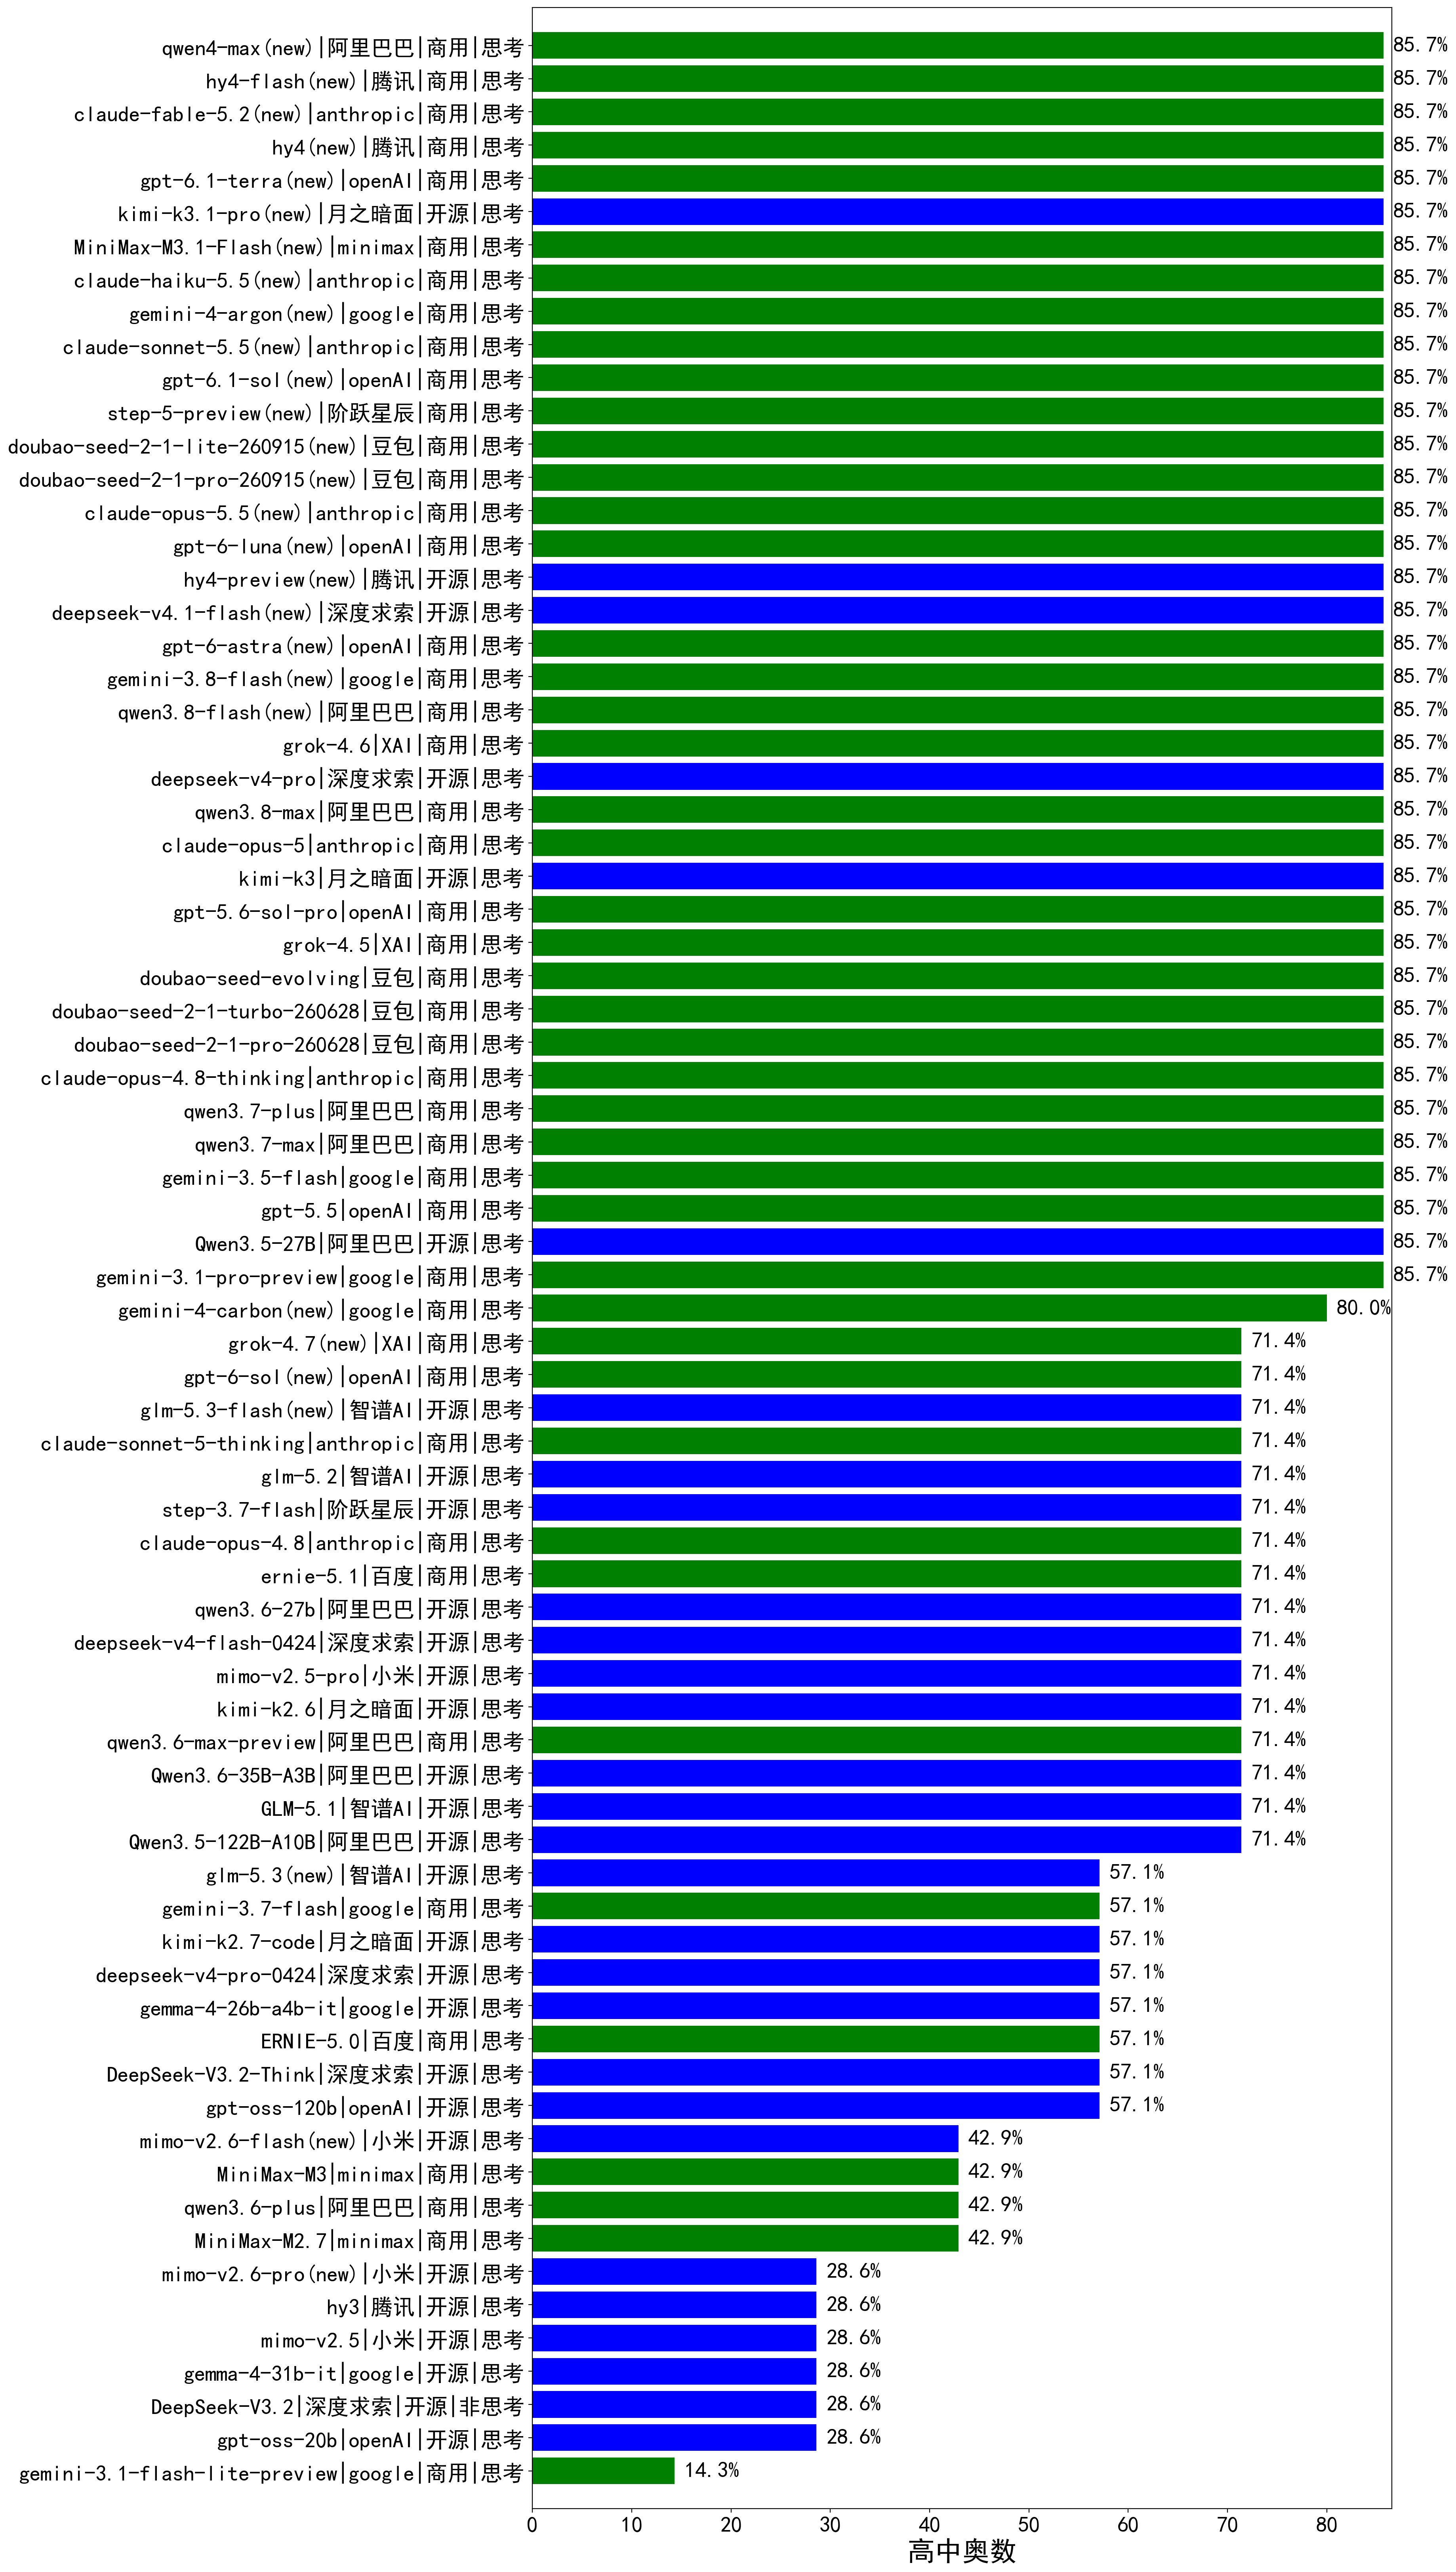 qwen4-max(new)|阿里巴巴|商用|思考 85.7%
hy4-flash(new)|腾讯|商用|思考 85.7%
claude-fable-5.2(new)|anthropic|商用|思考 85.7%
hy4(new)|腾讯|商用|思考 85.7%
gpt-6.1-terra(new)|openAI|商用|思考 85.7%
kimi-k3.1-pro(new)|月之暗面|开源|思考 85.7%
MiniMax-M3.1-Flash(new)|minimax|商用|思考 85.7%
claude-haiku-5.5(new)|anthropic|商用|思考 85.7%
gemini-4-argon(new)|google|商用|思考 85.7%
claude-sonnet-5.5(new)|anthropic|商用|思考 85.7%
gpt-6.1-sol(new)|openAI|商用|思考 85.7%
step-5-preview(new)|阶跃星辰|商用|思考 85.7%
doubao-seed-2-1-lite-260915(new)|豆包|商用|思考 85.7%
doubao-seed-2-1-pro-260915(new)|豆包|商用|思考 85.7%
claude-opus-5.5(new)|anthropic|商用|思考 85.7%
gpt-6-luna(new)|openAI|商用|思考 85.7%
hy4-preview(new)|腾讯|开源|思考 85.7%
deepseek-v4.1-flash(new)|深度求索|开源|思考 85.7%
gpt-6-astra(new)|openAI|商用|思考 85.7%
gemini-3.8-flash(new)|google|商用|思考 85.7%
qwen3.8-flash(new)|阿里巴巴|商用|思考 85.7%
grok-4.6|XAI|商用|思考 85.7%
deepseek-v4-pro|深度求索|开源|思考 85.7%
qwen3.8-max|阿里巴巴|商用|思考 85.7%
claude-opus-5|anthropic|商用|思考 85.7%
kimi-k3|月之暗面|开源|思考 85.7%
gpt-5.6-sol-pro|openAI|商用|思考 85.7%
grok-4.5|XAI|商用|思考 85.7%
doubao-seed-evolving|豆包|商用|思考 85.7%
doubao-seed-2-1-turbo-260628|豆包|商用|思考 85.7%
doubao-seed-2-1-pro-260628|豆包|商用|思考 85.7%
claude-opus-4.8-thinking|anthropic|商用|思考 85.7%
qwen3.7-plus|阿里巴巴|商用|思考 85.7%
qwen3.7-max|阿里巴巴|商用|思考 85.7%
gemini-3.5-flash|google|商用|思考 85.7%
gpt-5.5|openAI|商用|思考 85.7%
Qwen3.5-27B|阿里巴巴|开源|思考 85.7%
gemini-3.1-pro-preview|google|商用|思考 85.7%
gemini-4-carbon(new)|google|商用|思考 80.0%
grok-4.7(new)|XAI|商用|思考 71.4%
gpt-6-sol(new)|openAI|商用|思考 71.4%
glm-5.3-flash(new)|智谱AI|开源|思考 71.4%
claude-sonnet-5-thinking|anthropic|商用|思考 71.4%
glm-5.2|智谱AI|开源|思考 71.4%
step-3.7-flash|阶跃星辰|开源|思考 71.4%
claude-opus-4.8|anthropic|商用|思考 71.4%
ernie-5.1|百度|商用|思考 71.4%
qwen3.6-27b|阿里巴巴|开源|思考 71.4%
deepseek-v4-flash-0424|深度求索|开源|思考 71.4%
mimo-v2.5-pro|小米|开源|思考 71.4%
kimi-k2.6|月之暗面|开源|思考 71.4%
qwen3.6-max-preview|阿里巴巴|商用|思考 71.4%
Qwen3.6-35B-A3B|阿里巴巴|开源|思考 71.4%
GLM-5.1|智谱AI|开源|思考 71.4%
Qwen3.5-122B-A10B|阿里巴巴|开源|思考 71.4%
glm-5.3(new)|智谱AI|开源|思考 57.1%
gemini-3.7-flash|google|商用|思考 57.1%
kimi-k2.7-code|月之暗面|开源|思考 57.1%
deepseek-v4-pro-0424|深度求索|开源|思考 57.1%
gemma-4-26b-a4b-it|google|开源|思考 57.1%
ERNIE-5.0|百度|商用|思考 57.1%
DeepSeek-V3.2-Think|深度求索|开源|思考 57.1%
gpt-oss-120b|openAI|开源|思考 57.1%
mimo-v2.6-flash(new)|小米|开源|思考 42.9%
MiniMax-M3|minimax|商用|思考 42.9%
qwen3.6-plus|阿里巴巴|商用|思考 42.9%
MiniMax-M2.7|minimax|商用|思考 42.9%
mimo-v2.6-pro(new)|小米|开源|思考 28.6%
hy3|腾讯|开源|思考 28.6%
mimo-v2.5|小米|开源|思考 28.6%
gemma-4-31b-it|google|开源|思考 28.6%
DeepSeek-V3.2|深度求索|开源|非思考 28.6%
gpt-oss-20b|openAI|开源|思考 28.6%
gemini-3.1-flash-lite-preview|google|商用|思考 14.3%
0 10 20 30 40 50 60 70 80
高中奥数